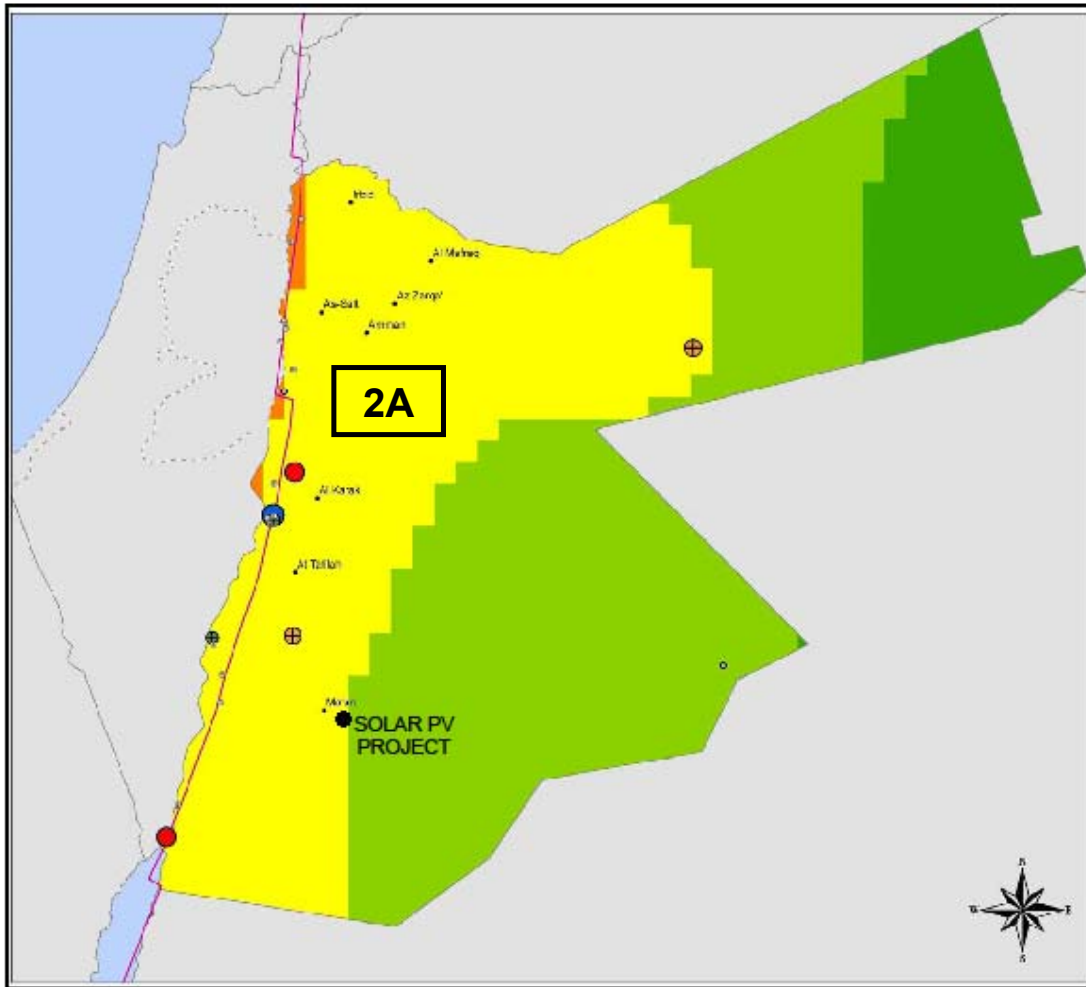 Irbid
Al Mafraq
Az Zarqa'
As-Salt
Amman
2A
Al Karak
At Tafilah
Ma'an
SOLAR PV
PROJECT
N
W
E
S